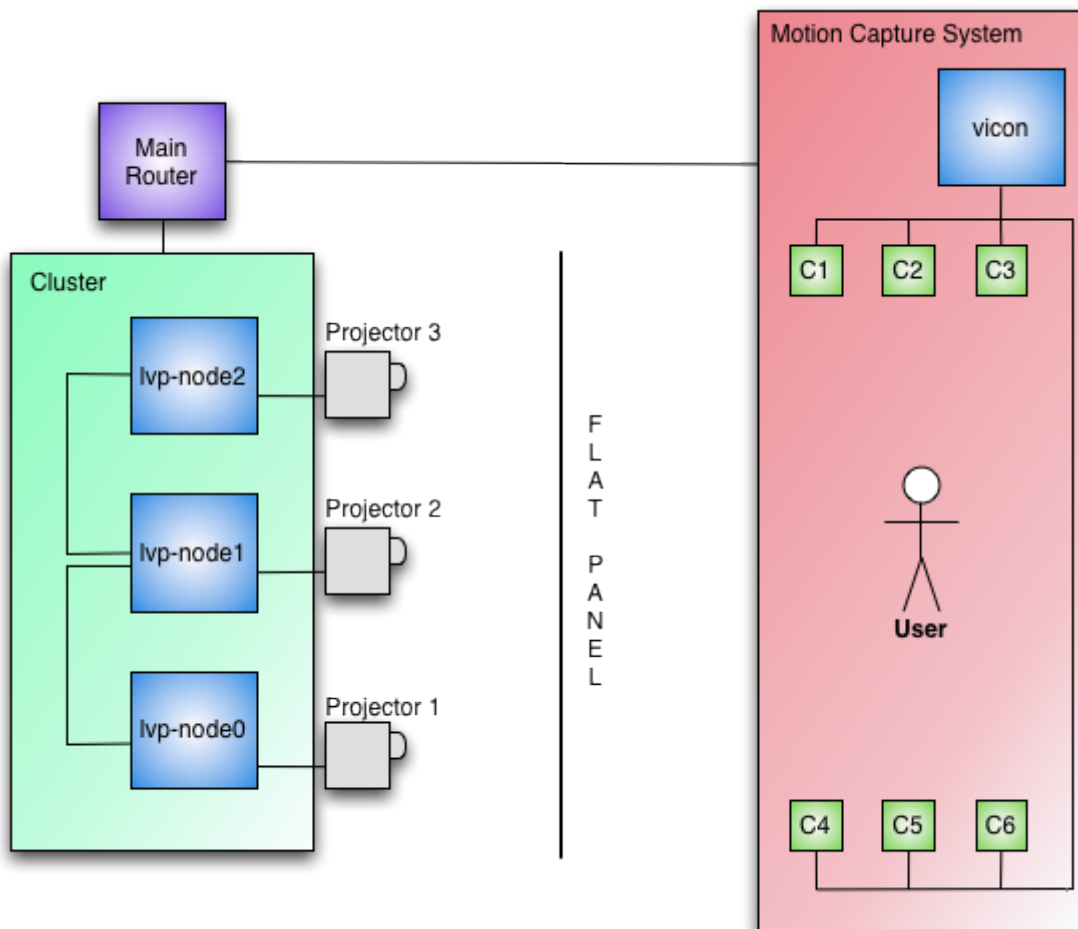 Motion Capture System
vicon
Main
Router
C1
C2
C3
Cluster
Projector 3
lvp-node2
Projector 2
lvp-node1
Projector 1
lvp-node0
F
L
A
T
P
A
N
E
L
User
C4
C5
C6